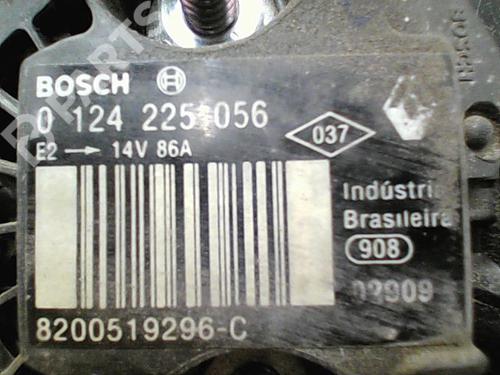 BOSCH
0 124 225 056
E2 → 14V 86A
037
Indústria
Brasileira
908
02909
8200519296-C